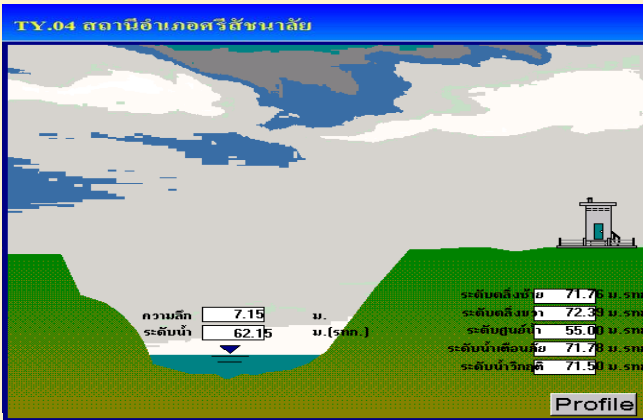 TY.04 สถานีอำเภอศรีสัชนาลัย
ความลึก 7.15 ม.
ระดับน้ำ 62.15 ม.(รทก.)
ระดับตลิ่งซ้าย 71.76 ม.รทก
ระดับตลิ่งขวา 72.39 ม.รทก
ระดับศูนย์น้ำ 55.00 ม.รทก
ระดับน้ำเตือนภัย 71.78 ม.รทก
ระดับน้ำวิกฤติ 71.50 ม.รทก
Profile